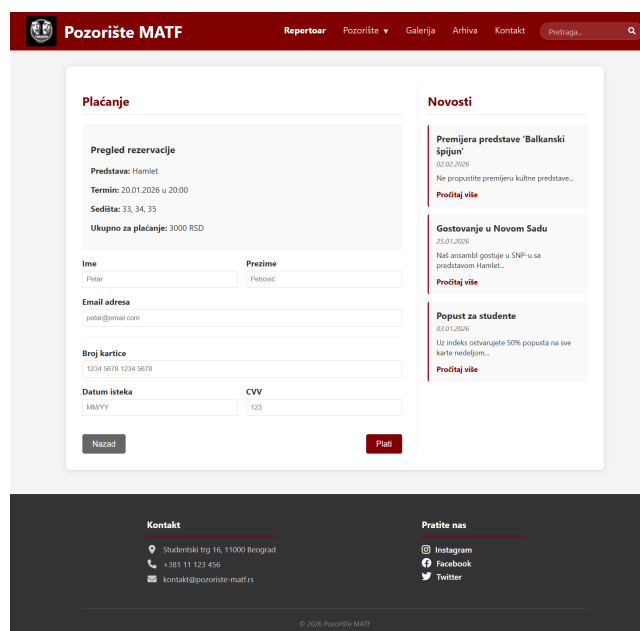 Pozorište MATF
Repertoar Pozorište ▼ Galerija Arhiva Kontakt Pretraga...
Plaćanje
Pregled rezervacije
Predstava: Hamlet
Termin: 20.01.2026 u 20:00
Sedišta: 33, 34, 35
Ukupno za plaćanje: 3000 RSD
Ime Prezime
Petar Petrović
Email adresa
petar@email.com
Broj kartice
1234 5678 1234 5678
Datum isteka CVV
MM/YY 123
Nazad Plati
Novosti
Premijera predstave 'Balkanski
špijun'
02.02.2026
Ne propustite premijeru kultne predstave...
Pročitaj više
Gostovanje u Novom Sadu
25.01.2026
Naš ansambl gostuje u SNP-u sa
predstavom Hamlet...
Pročitaj više
Popust za studente
03.01.2026
Uz indeks ostvarujete 50% popusta na sve
karte nedeljom...
Pročitaj više
Kontakt
Studentski trg 16, 11000 Beograd
+381 11 123 456
kontakt@pozoriste-matf.rs
Pratite nas
Instagram
Facebook
Twitter
© 2026 Pozorište MATF